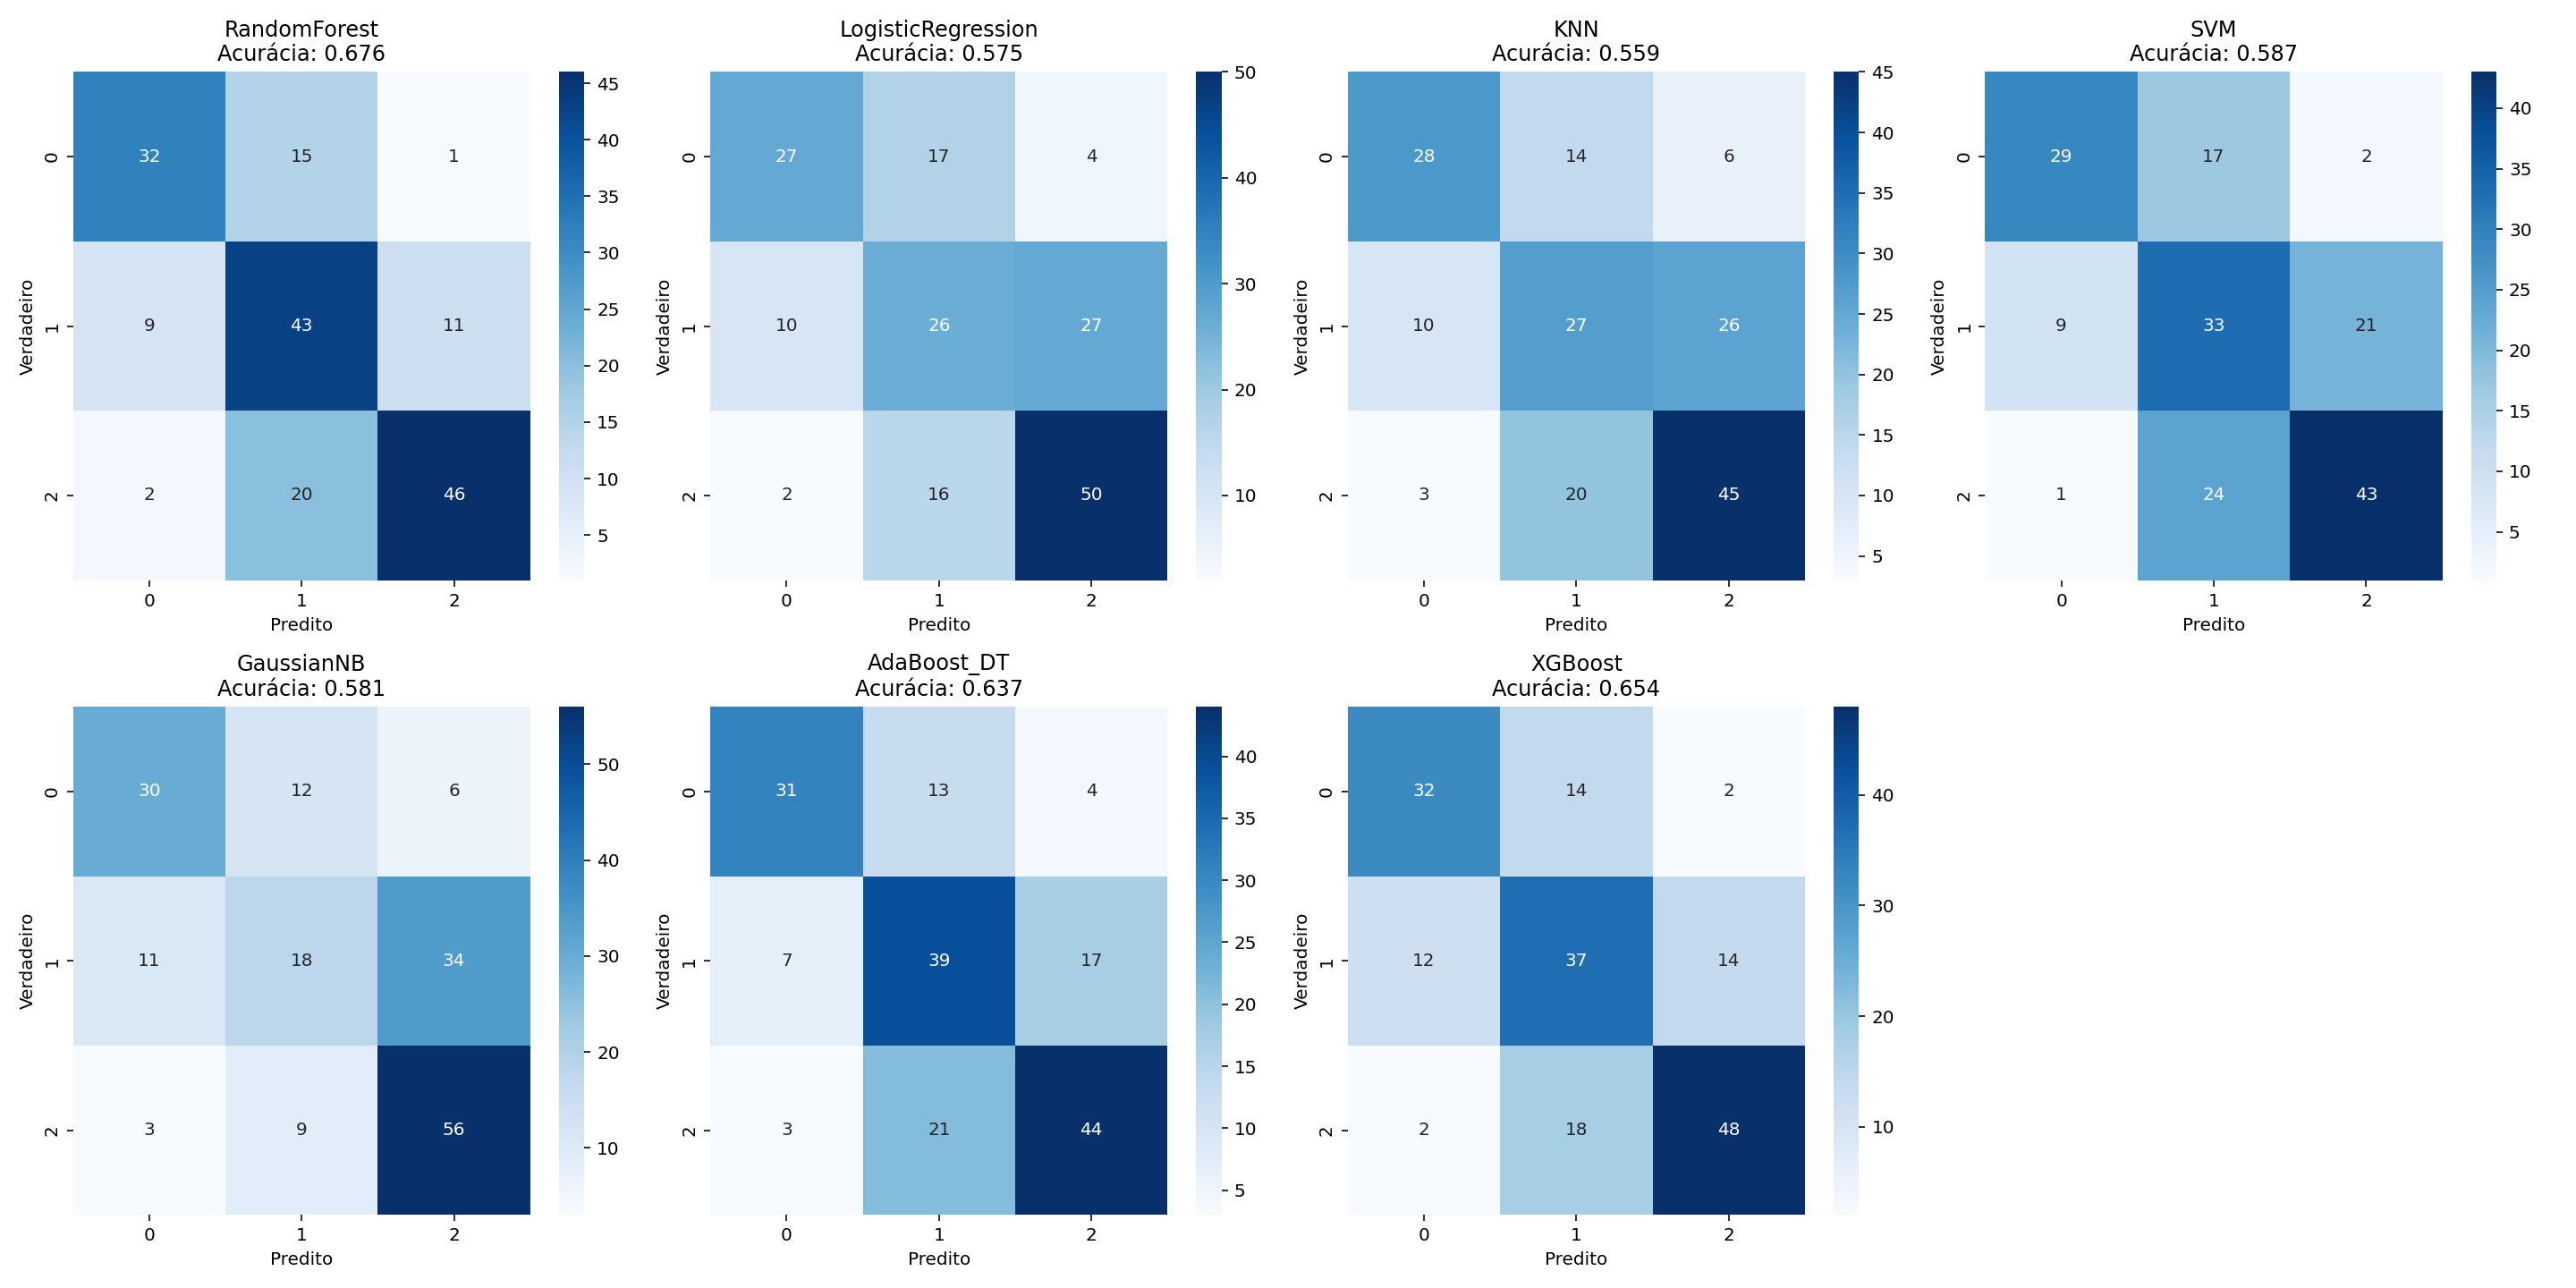 RandomForest
Acurácia: 0.676
45
40
35
30
25
20
15
10
5
0
1
2
Verdadeiro
32 15 1
9 43 11
2 20 46
0 1 2
Predito
LogisticRegression
Acurácia: 0.575
50
40
30
20
10
0
1
2
Verdadeiro
27 17 4
10 26 27
2 16 50
0 1 2
Predito
KNN
Acurácia: 0.559
45
40
35
30
25
20
15
10
5
0
1
2
Verdadeiro
28 14 6
10 27 26
3 20 45
0 1 2
Predito
SVM
Acurácia: 0.587
40
35
30
25
20
15
10
5
0
1
2
Verdadeiro
29 17 2
9 33 21
1 24 43
0 1 2
Predito
GaussianNB
Acurácia: 0.581
50
40
30
20
10
0
1
2
Verdadeiro
30 12 6
11 18 34
3 9 56
0 1 2
Predito
AdaBoost_DT
Acurácia: 0.637
40
35
30
25
20
15
10
5
0
1
2
Verdadeiro
31 13 4
7 39 17
3 21 44
0 1 2
Predito
XGBoost
Acurácia: 0.654
40
30
20
10
0
1
2
Verdadeiro
32 14 2
12 37 14
2 18 48
0 1 2
Predito